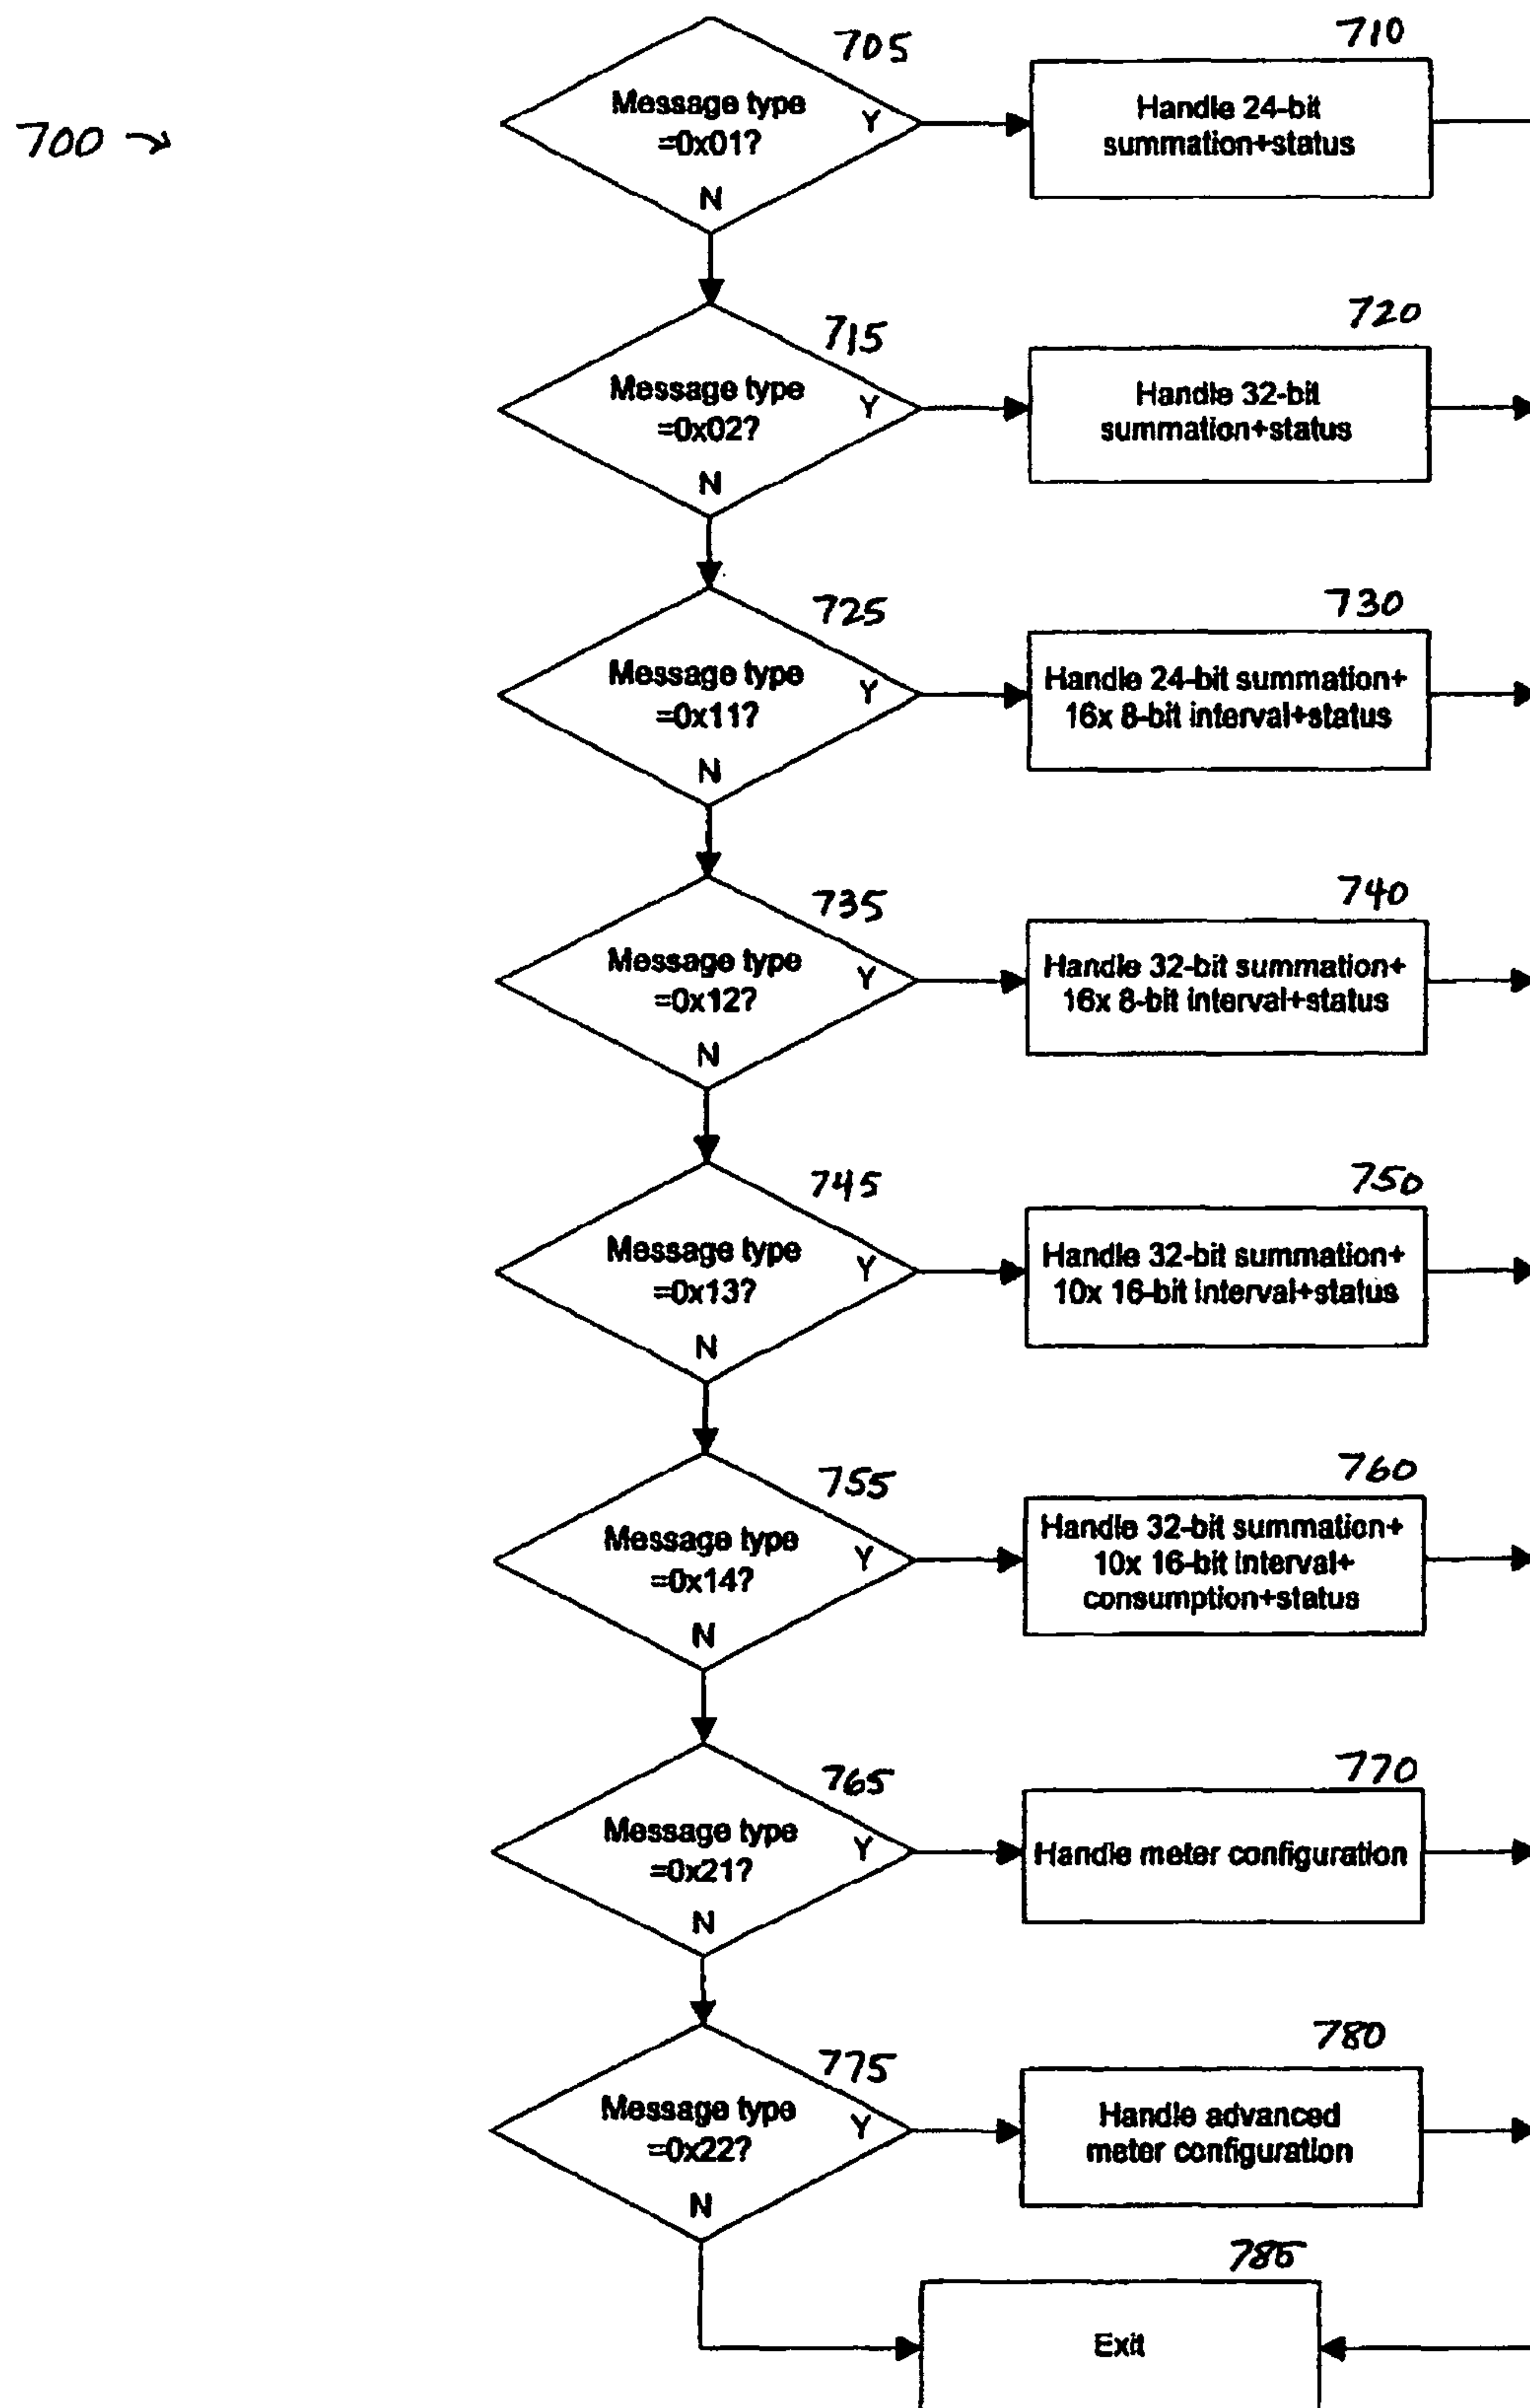 700
705
Message type
=0x01?
Y
N
710
Handle 24-bit
summation+status
715
Message type
=0x02?
Y
N
720
Handle 32-bit
summation+status
725
Message type
=0x11?
Y
N
730
Handle 24-bit summation+
16x 8-bit interval+status
735
Message type
=0x12?
Y
N
740
Handle 32-bit summation+
16x 8-bit interval+status
745
Message type
=0x13?
Y
N
750
Handle 32-bit summation+
10x 16-bit interval+status
755
Message type
=0x14?
Y
N
760
Handle 32-bit summation+
10x 16-bit interval+
consumption+status
765
Message type
=0x21?
Y
N
770
Handle meter configuration
775
Message type
=0x22?
Y
N
780
Handle advanced
meter configuration
785
Exit